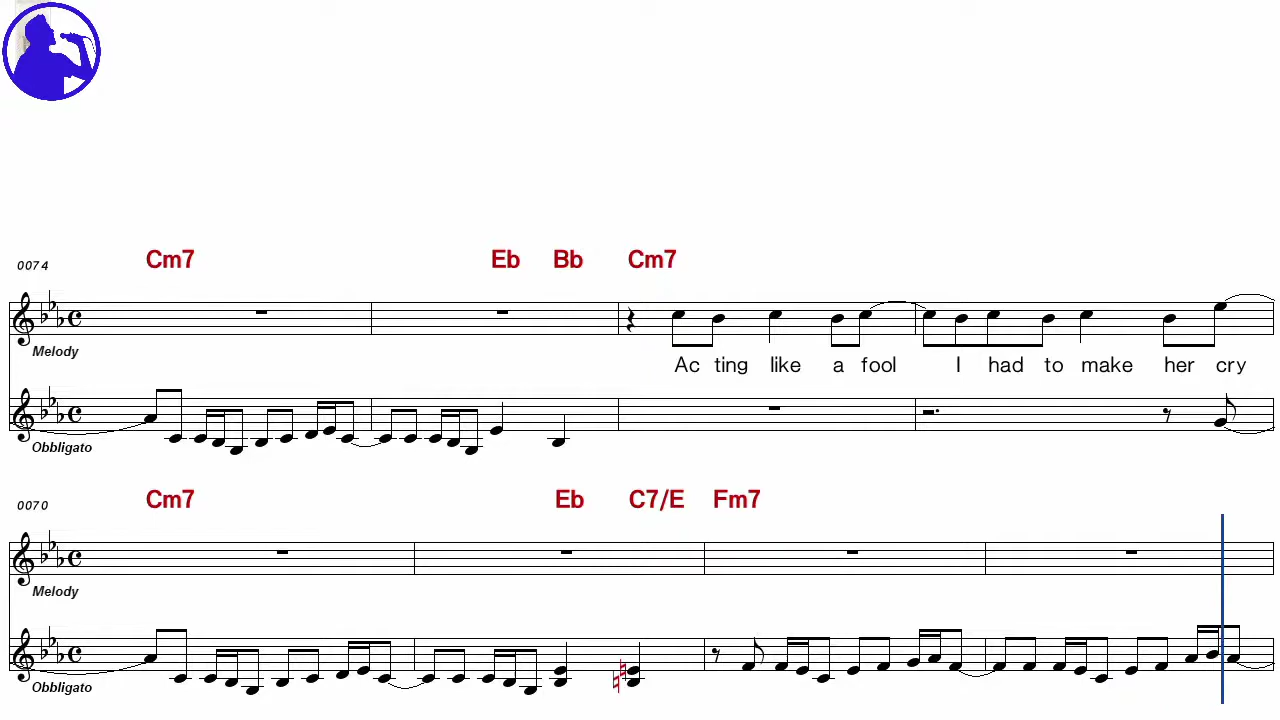 Cm7 Eb Bb Cm7
0074
Melody
Ac ting like a fool I had to make her cry
Obbligato
Cm7 Eb C7/E Fm7
0070
Melody
Obbligato